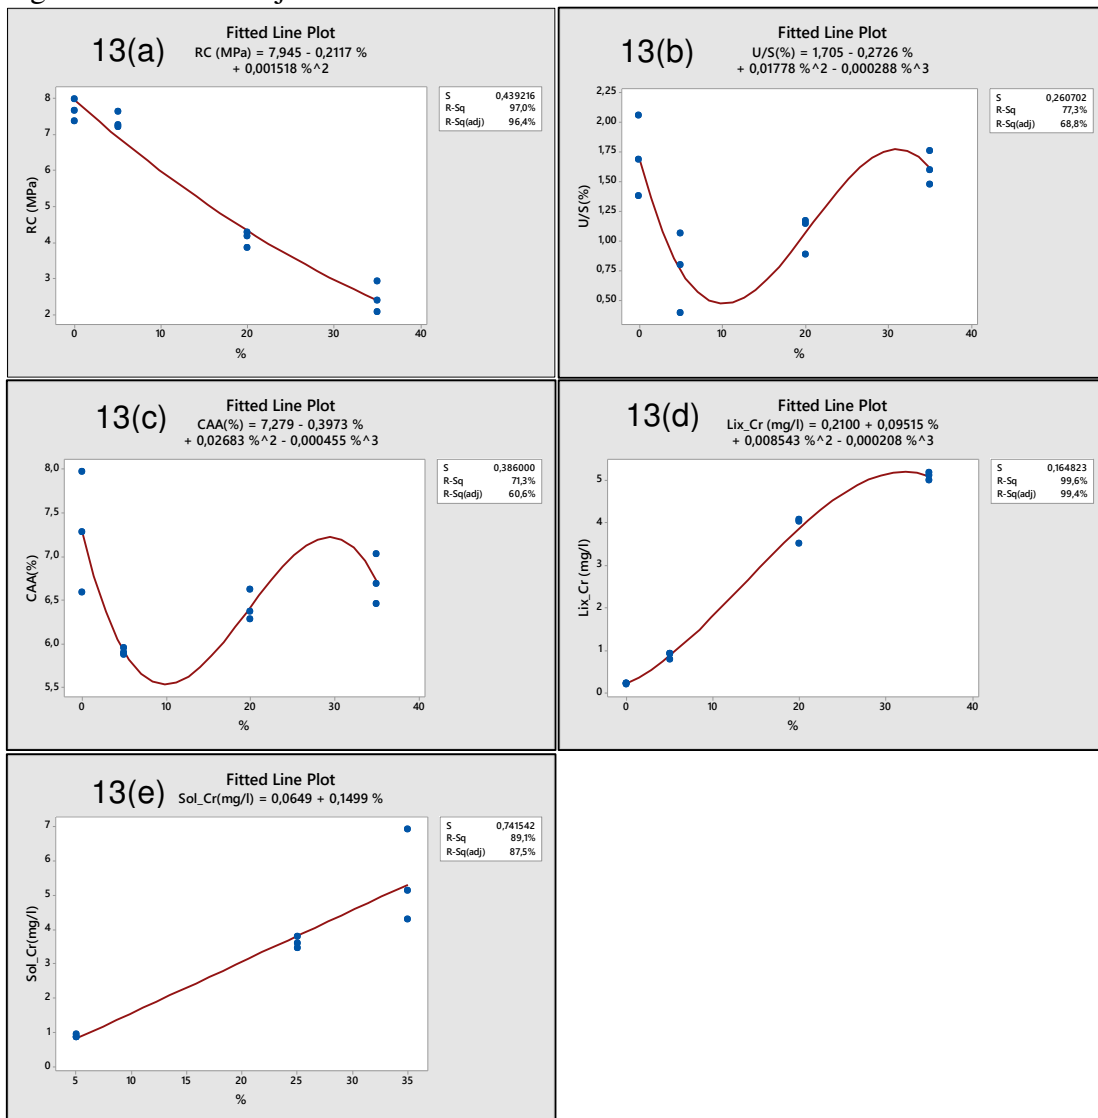 13(a)
Fitted Line Plot
RC (MPa) = 7,945 - 0,2117 %
+ 0,001518 %^2
S 0,439216
R-Sq 97,0%
R-Sq(adj) 96,4%
RC (MPa)
8
7
6
5
4
3
2
0 10 20 30 40
%
13(b)
Fitted Line Plot
U/S(%) = 1,705 - 0,2726 %
+ 0,01778 %^2 - 0,000288 %^3
S 0,260702
R-Sq 77,3%
R-Sq(adj) 68,8%
U/S(%)
2,25
2,00
1,75
1,50
1,25
1,00
0,75
0,50
0 10 20 30 40
%
13(c)
Fitted Line Plot
CAA(%) = 7,279 - 0,3973 %
+ 0,02683 %^2 - 0,000455 %^3
S 0,386000
R-Sq 71,3%
R-Sq(adj) 60,6%
CAA(%)
8,0
7,5
7,0
6,5
6,0
5,5
0 10 20 30 40
%
13(d)
Fitted Line Plot
Lix_Cr (mg/l) = 0,2100 + 0,09515 %
+ 0,008543 %^2 - 0,000208 %^3
S 0,164823
R-Sq 99,6%
R-Sq(adj) 99,4%
Lix_Cr (mg/l)
5
4
3
2
1
0
0 10 20 30 40
%
13(e)
Fitted Line Plot
Sol_Cr(mg/l) = 0,0649 + 0,1499 %
S 0,741542
R-Sq 89,1%
R-Sq(adj) 87,5%
Sol_Cr(mg/l)
7
6
5
4
3
2
1
0
5 10 15 20 25 30 35
%